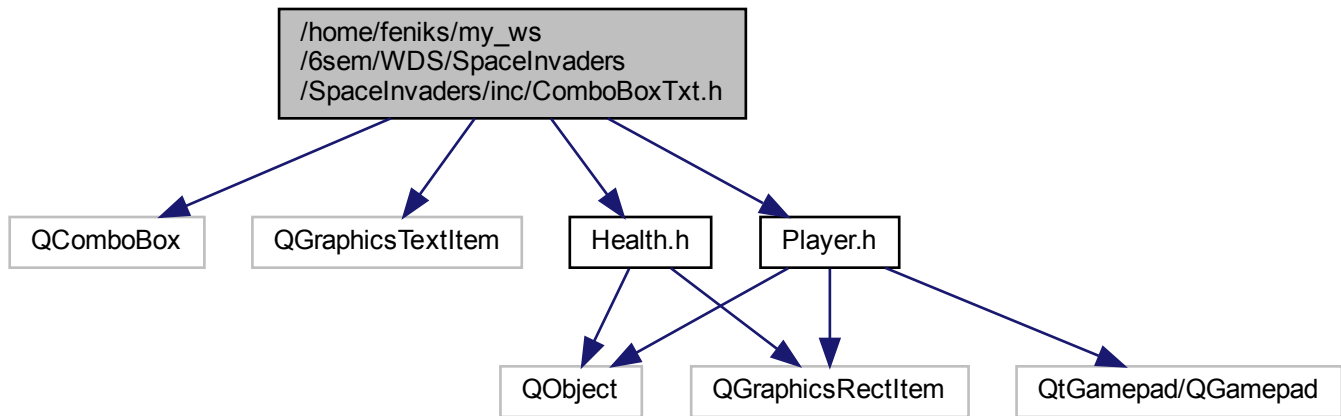 /home/feniks/my_ws
/6sem/WDS/SpaceInvaders
/SpaceInvaders/inc/ComboBoxTxt.h
QComboBox
QGraphicsTextItem
Health.h
Player.h
QObject
QGraphicsRectItem
QtGamepad/QGamepad